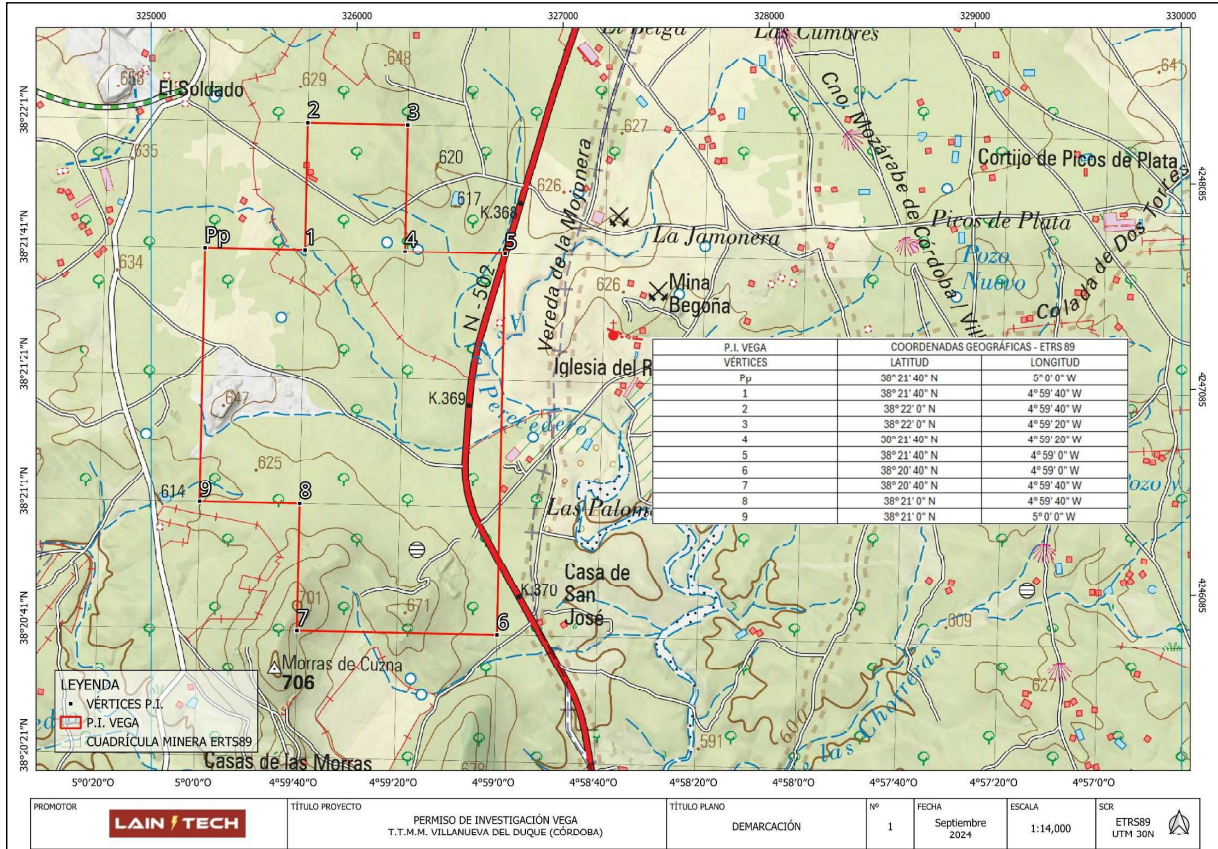 325000 326000 327000 328000 329000 330000
El Belga
Las Cumbres
648
658
El Soldado
629
38°22'1"N
2
3
627
Cno. Mozárabe de Córdoba
635
620
Cortijo de Picos de Plata
626
617
K.368
4248085
Picos de Plata
La Jamonera
Pp
1
4
5
38°21'41"N
634
Pozo
Nuevo
Colada de Dos Torres
Vereda de la Mojonera
N-502
626
Mina
Begoña
38°21'21"N
Iglesia del R
647
K.369
del Perecedero
4247085
P.I. VEGA COORDENADAS GEOGRÁFICAS - ETRS 89
VÉRTICES LATITUD LONGITUD
Pp 38° 21' 40" N 5° 0' 0" W
1 38° 21' 40" N 4° 59' 40" W
2 38° 22' 0" N 4° 59' 40" W
3 38° 22' 0" N 4° 59' 20" W
4 38° 21' 40" N 4° 59' 20" W
5 38° 21' 40" N 4° 59' 0" W
6 38° 20' 40" N 4° 59' 0" W
7 38° 20' 40" N 4° 59' 40" W
8 38° 21' 0" N 4° 59' 40" W
9 38° 21' 0" N 5° 0' 0" W
625
614
9
8
38°21'1"N
Las Palom
Casa de
San
José
K.370
4246085
701
671
7
6
38°20'41"N
609
Morras de Cuzna
706
627
600
las Chorreras
591
LEYENDA
VÉRTICES P.I.
P.I. VEGA
CUADRÍCULA MINERA ERTS89
38°20'21"N
Casas de las Morras
5°0'20"O 5°0'0"O 4°59'40"O 4°59'20"O 4°59'0"O 4°58'40"O 4°58'20"O 4°58'0"O 4°57'40"O 4°57'20"O 4°57'0"O
PROMOTOR
LAIN TECH
TÍTULO PROYECTO
PERMISO DE INVESTIGACIÓN VEGA
T.T.M.M. VILLANUEVA DEL DUQUE (CÓRDOBA)
TÍTULO PLANO
DEMARCACIÓN
Nº
1
FECHA
Septiembre
2024
ESCALA
1:14,000
SCR
ETRS89
UTM 30N